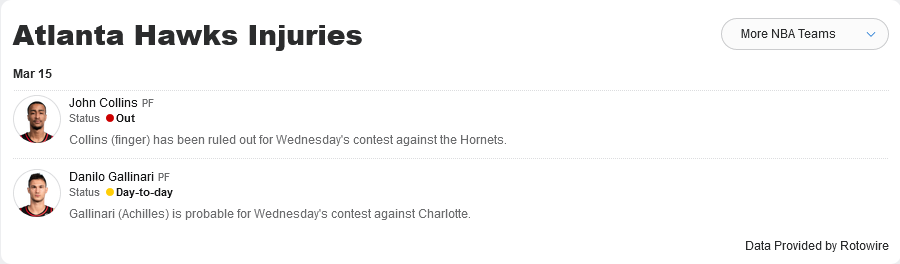 Atlanta Hawks Injuries
More NBA Teams
Mar 15
John Collins PF
Status Out
Collins (finger) has been ruled out for Wednesday's contest against the Hornets.
Danilo Gallinari PF
Status Day-to-day
Gallinari (Achilles) is probable for Wednesday's contest against Charlotte.
Data Provided by Rotowire